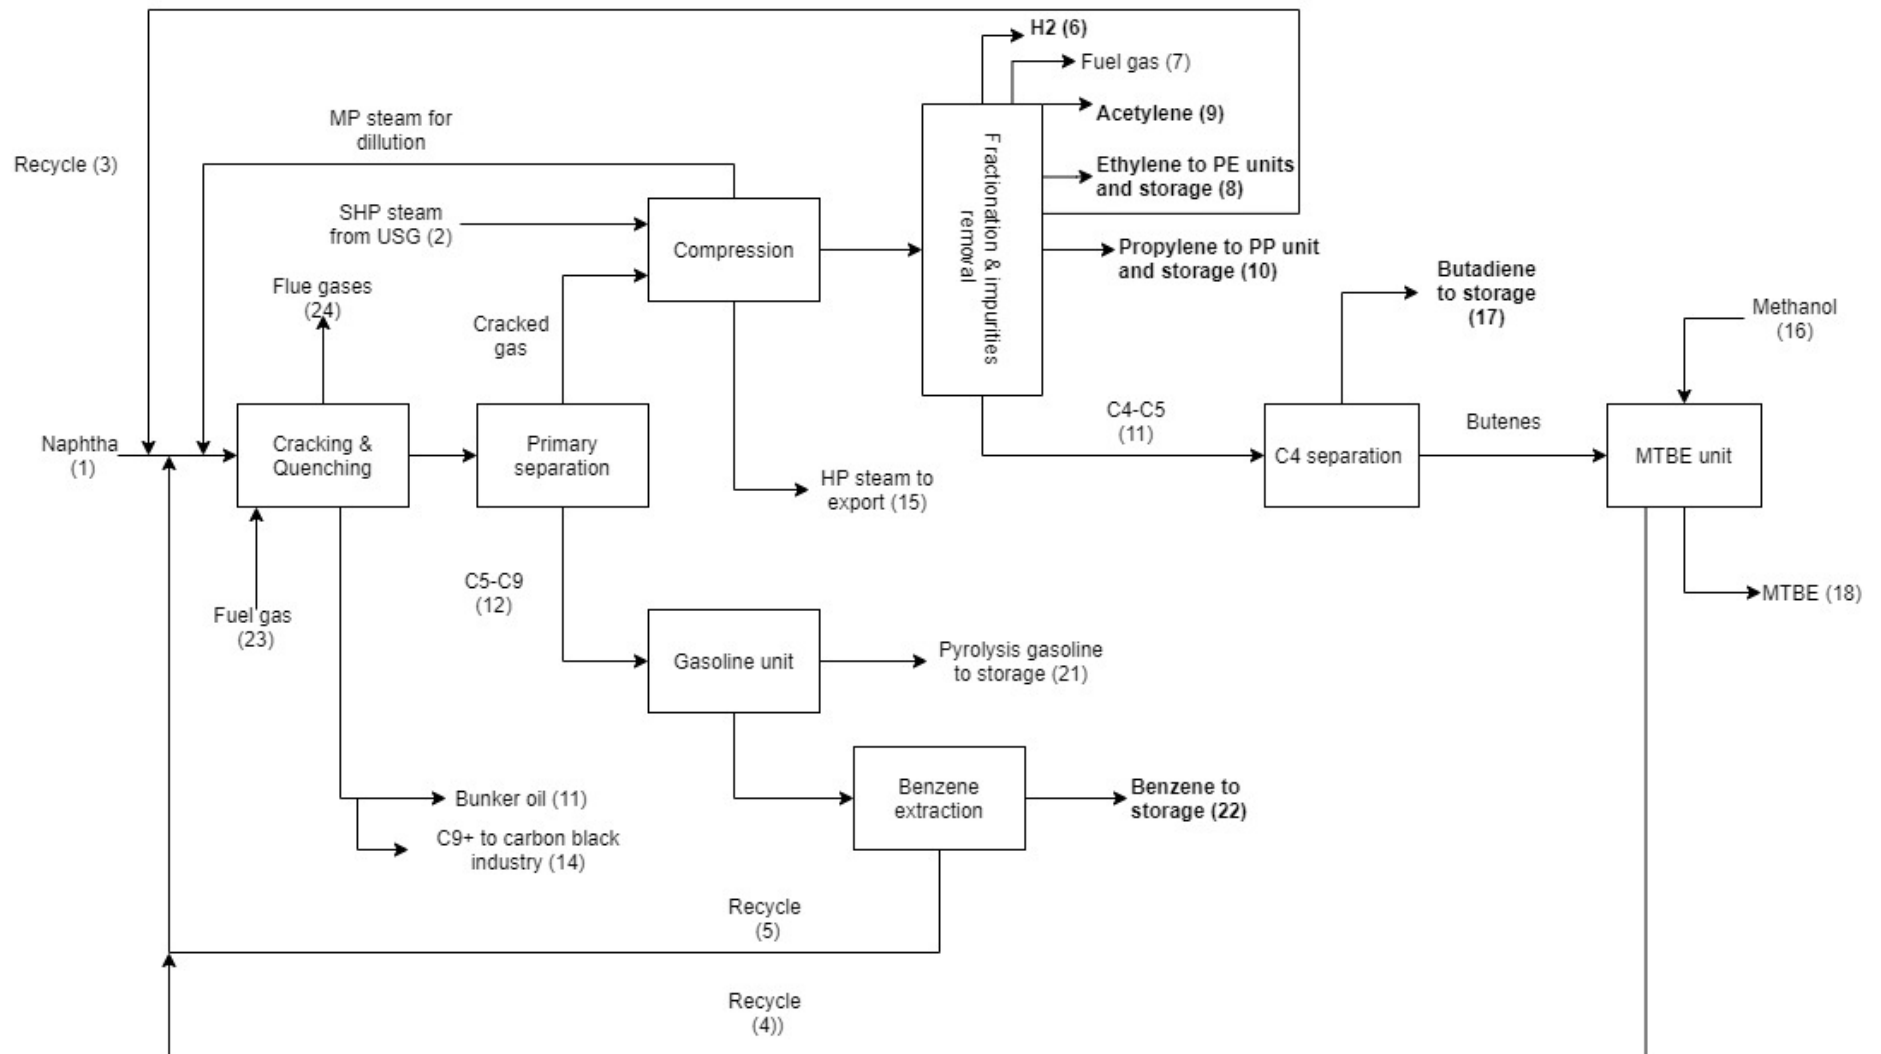 H2 (6)
Fuel gas (7)
Acetylene (9)
MP steam for
dillution
Recycle (3)
Ethylene to PE units
and storage (8)
SHP steam
from USG (2)
Compression
Fractionation & impurities
removal
Propylene to PP unit
and storage (10)
Butadiene
to storage
(17)
Methanol
(16)
Flue gases
(24)
Cracked
gas
C4-C5
(11)
Butenes
Naphtha
(1)
Cracking &
Quenching
Primary
separation
C4 separation
MTBE unit
HP steam to
export (15)
C5-C9
(12)
MTBE (18)
Fuel gas
(23)
Gasoline unit
Pyrolysis gasoline
to storage (21)
Bunker oil (11)
C9+ to carbon black
industry (14)
Benzene
extraction
Benzene to
storage (22)
Recycle
(5)
Recycle
(4))